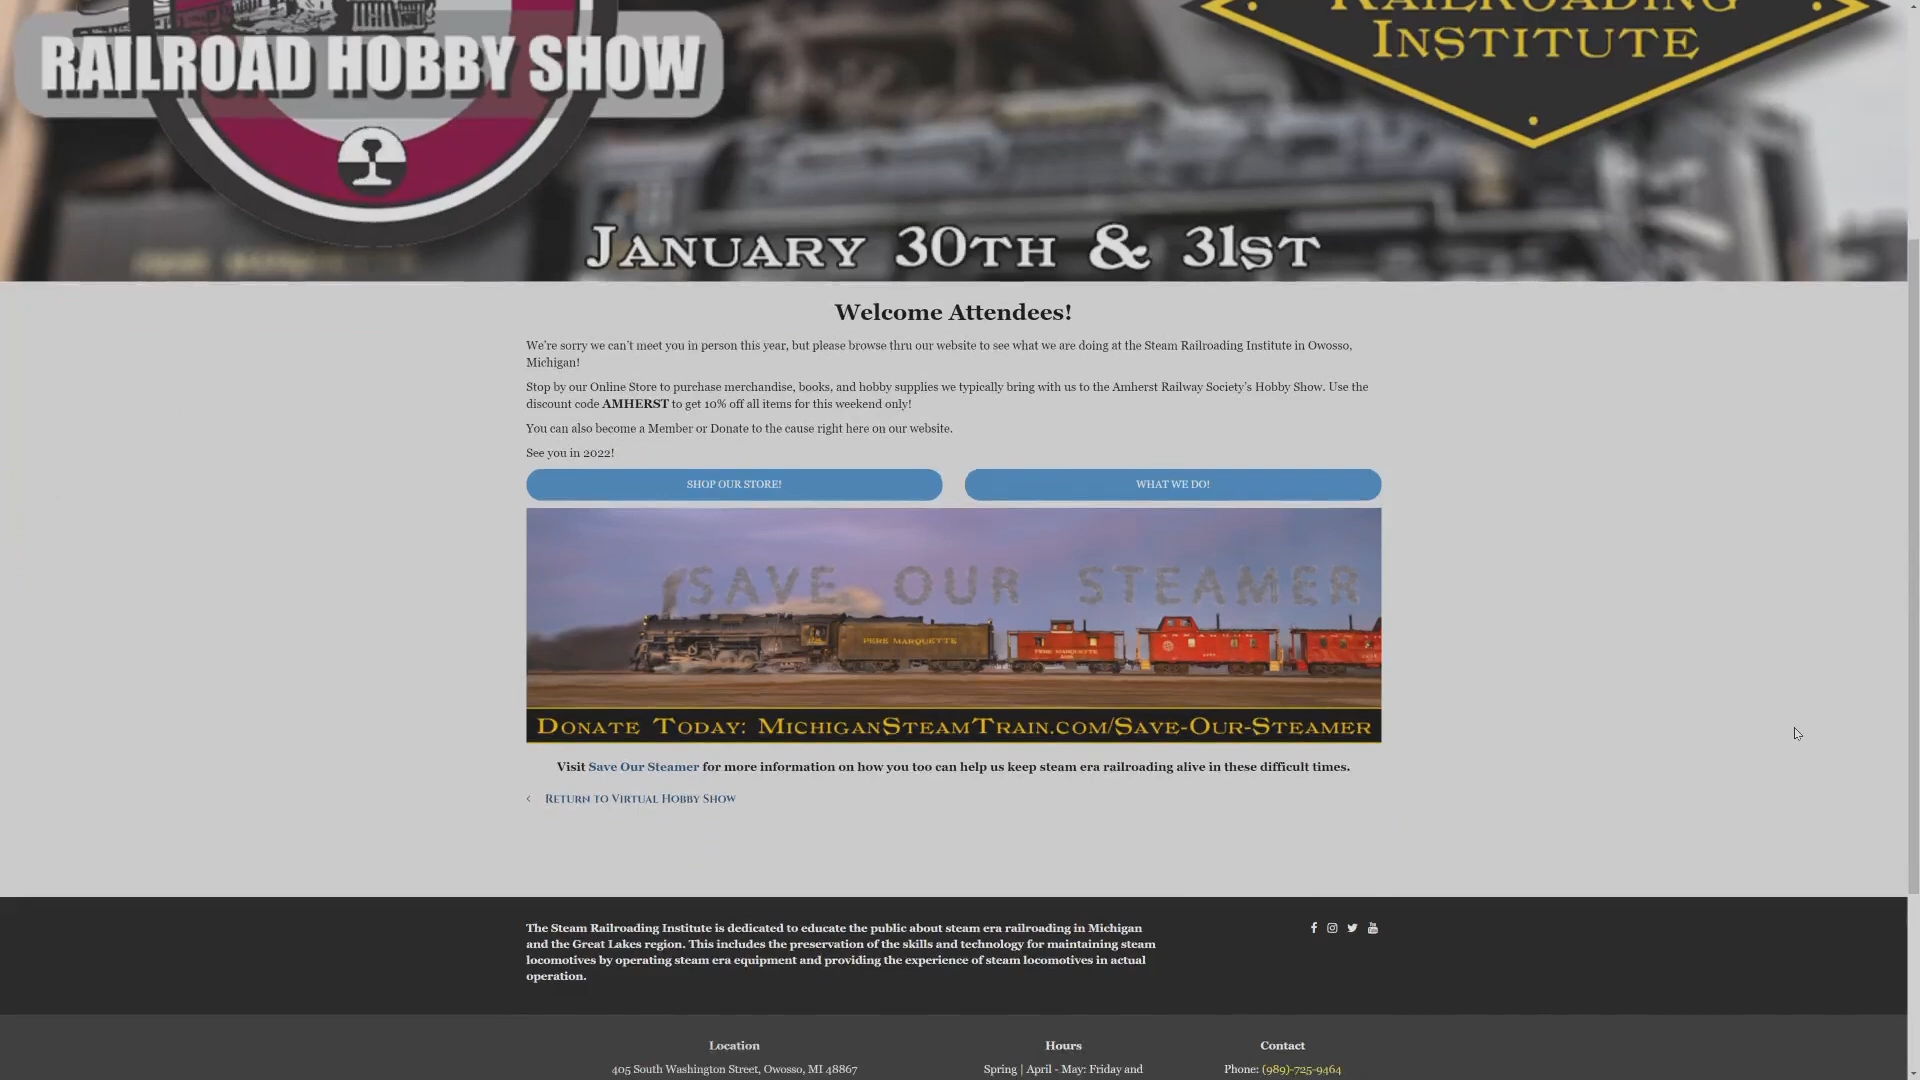 RAILROADING
INSTITUTE
RAILROAD HOBBY SHOW
JANUARY 30TH & 31ST
Welcome Attendees!
We're sorry we can't meet you in person this year, but please browse thru our website to see what we are doing at the Steam Railroading Institute in Owosso,
Michigan!
Stop by our Online Store to purchase merchandise, books, and hobby supplies we typically bring with us to the Amherst Railway Society's Hobby Show. Use the
discount code AMHERST to get 10% off all items for this weekend only!
You can also become a Member or Donate to the cause right here on our website.
See you in 2022!
SHOP OUR STORE!
WHAT WE DO!
SAVE OUR STEAMER
PERE MARQUETTE
PERE MARQUETTE
ANN ARBOR
DONATE TODAY: MICHIGANSTEAMTRAIN.COM/SAVE-OUR-STEAMER
Visit Save Our Steamer for more information on how you too can help us keep steam era railroading alive in these difficult times.
< RETURN TO VIRTUAL HOBBY SHOW
The Steam Railroading Institute is dedicated to educate the public about steam era railroading in Michigan
and the Great Lakes region. This includes the preservation of the skills and technology for maintaining steam
locomotives by operating steam era equipment and providing the experience of steam locomotives in actual
operation.
Location
405 South Washington Street, Owosso, MI 48867
Hours
Spring | April - May: Friday and
Contact
Phone: (989)-725-9464